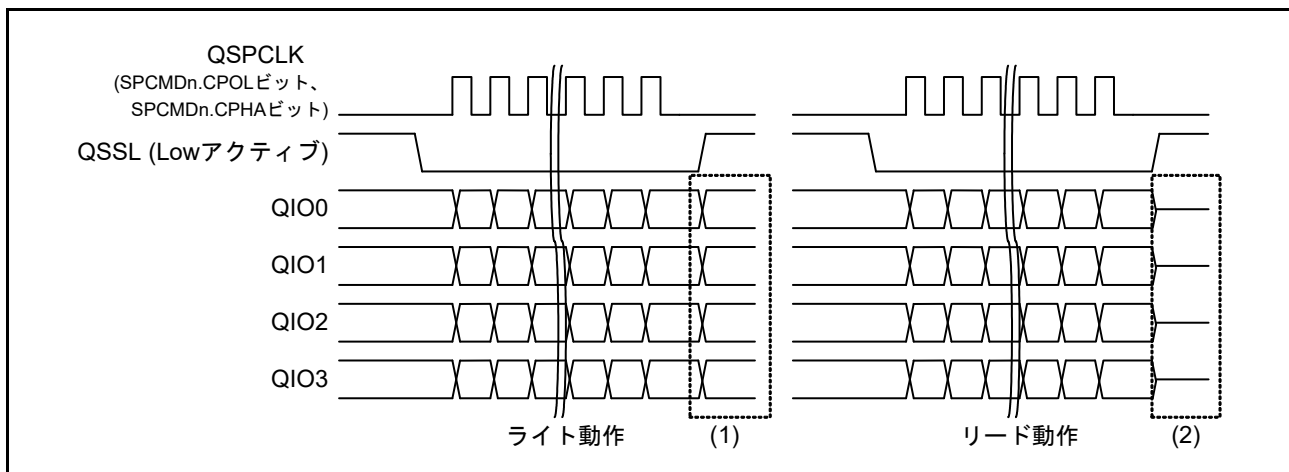 QSPCLK
(SPCMDn.CPOLビット、
SPCMDn.CPHAビット)
QSSL (Lowアクティブ)
QIO0
QIO1
QIO2
QIO3
ライト動作 (1) リード動作 (2)